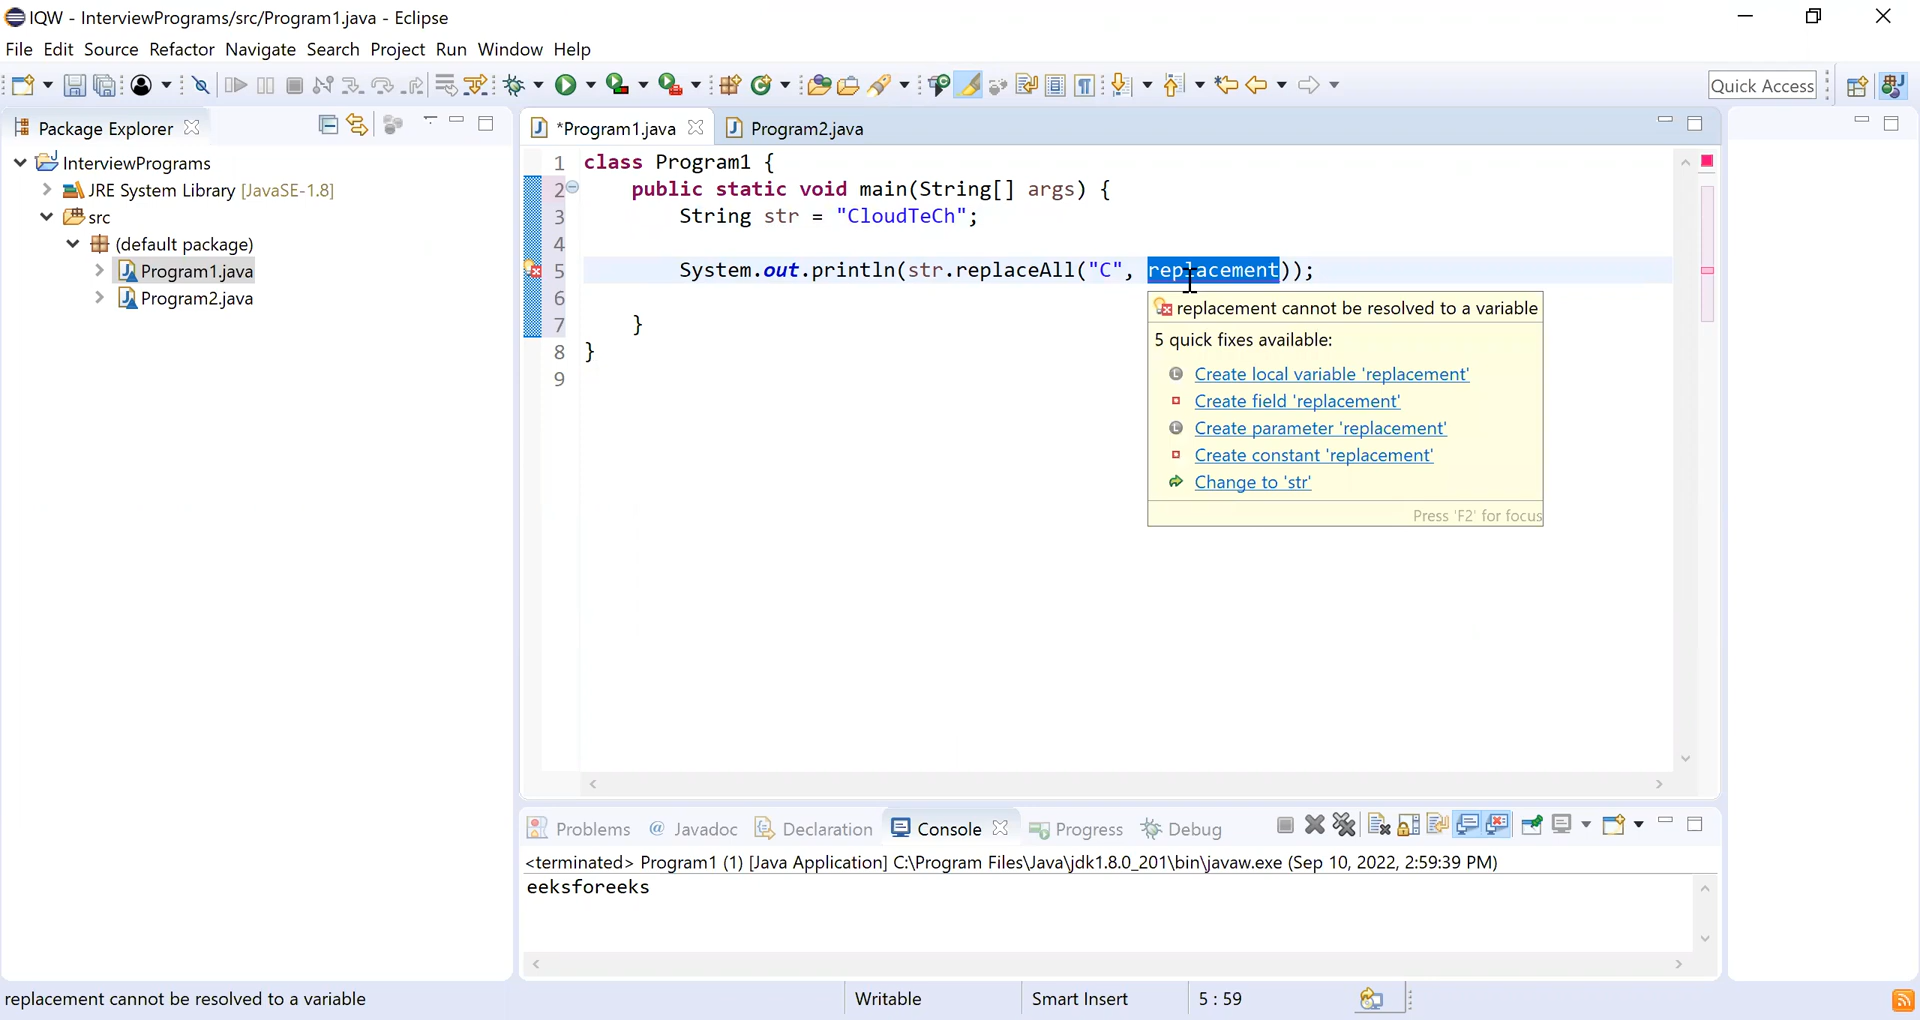 IQW - InterviewPrograms/src/Program1.java - Eclipse
File Edit Source Refactor Navigate Search Project Run Window Help
Quick Access
Package Explorer
InterviewPrograms
JRE System Library [JavaSE-1.8]
src
(default package)
Program1.java
Program2.java
*Program1.java
Program2.java
1 class Program1 {
2 public static void main(String[] args) {
3 String str = "CloudTeCh";
4
5 System.out.println(str.replaceAll("C", replacement));
6
7 }
8 }
9
replacement cannot be resolved to a variable
5 quick fixes available:
Create local variable 'replacement'
Create field 'replacement'
Create parameter 'replacement'
Create constant 'replacement'
Change to 'str'
Press 'F2' for focus
Problems @ Javadoc Declaration Console Progress Debug
<terminated> Program1 (1) [Java Application] C:\Program Files\Java\jdk1.8.0_201\bin\javaw.exe (Sep 10, 2022, 2:59:39 PM)
eeksforeeks
replacement cannot be resolved to a variable
Writable
Smart Insert
5 : 59